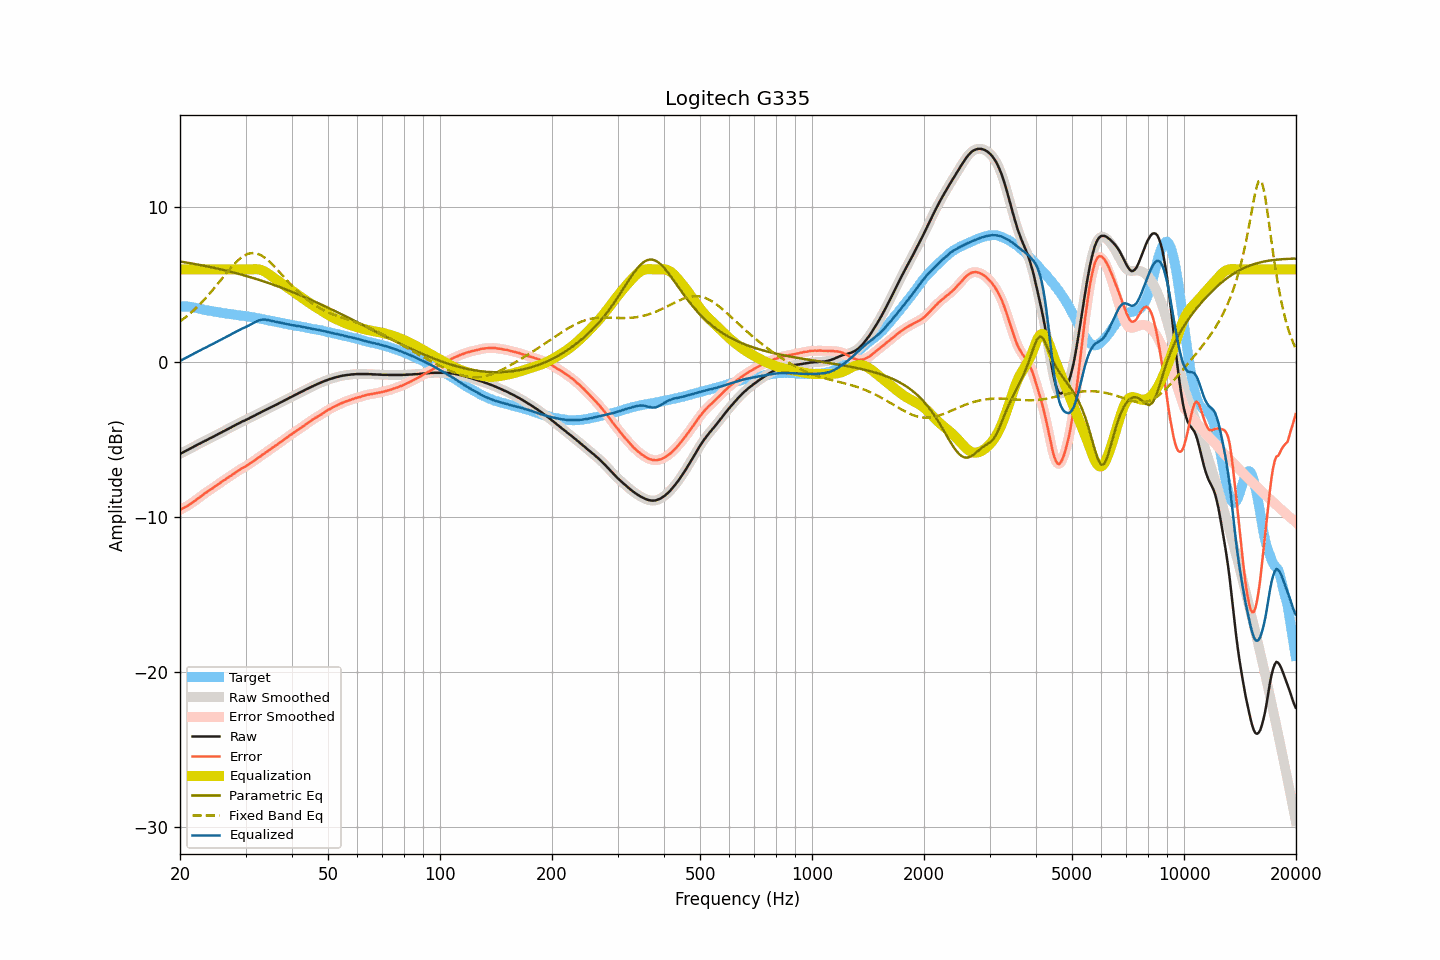 Logitech G335
Amplitude (dBr)
10
0
−10
−20
−30
Target
Raw Smoothed
Error Smoothed
Raw
Error
Equalization
Parametric Eq
Fixed Band Eq
Equalized
20 50 100 200 500 1000 2000 5000 10000 20000
Frequency (Hz)